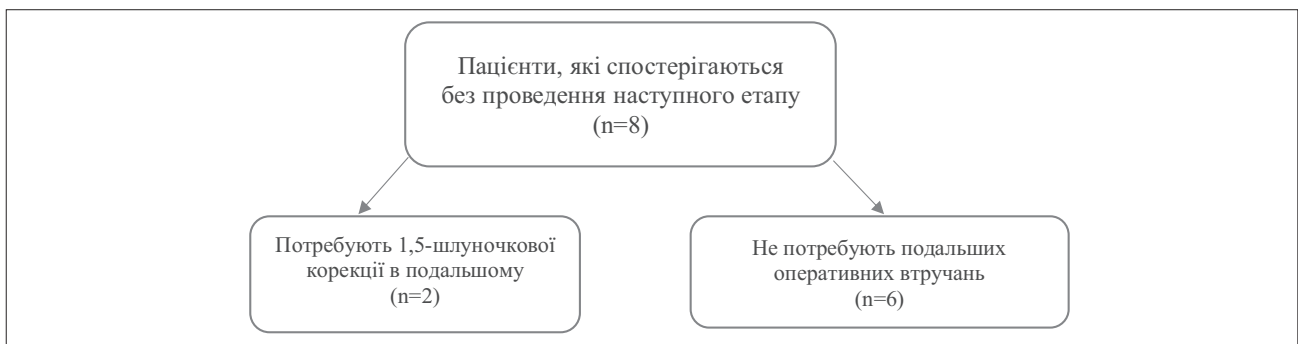 Пацієнти, які спостерігаються
без проведення наступного етапу
(n=8)
Потребують 1,5-шлуночкової
корекції в подальшому
(n=2)
Не потребують подальших
оперативних втручань
(n=6)